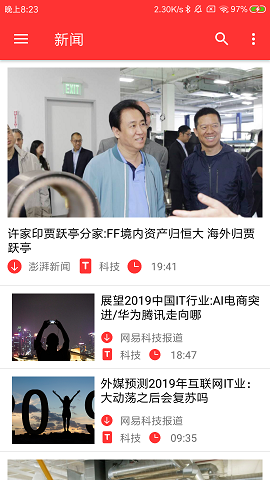 晚上8:23 2.30K/s 97%
新闻
EXIT
许家印贾跃亭分家:FF境内资产归恒大 海外归贾
跃亭
澎湃新闻 T 科技 19:41
展望2019中国IT行业:AI电商突
进/华为腾讯走向哪
网易科技报道
T 科技 18:47
外媒预测2019年互联网IT业：
大动荡之后会复苏吗
网易科技报道
T 科技 09:35